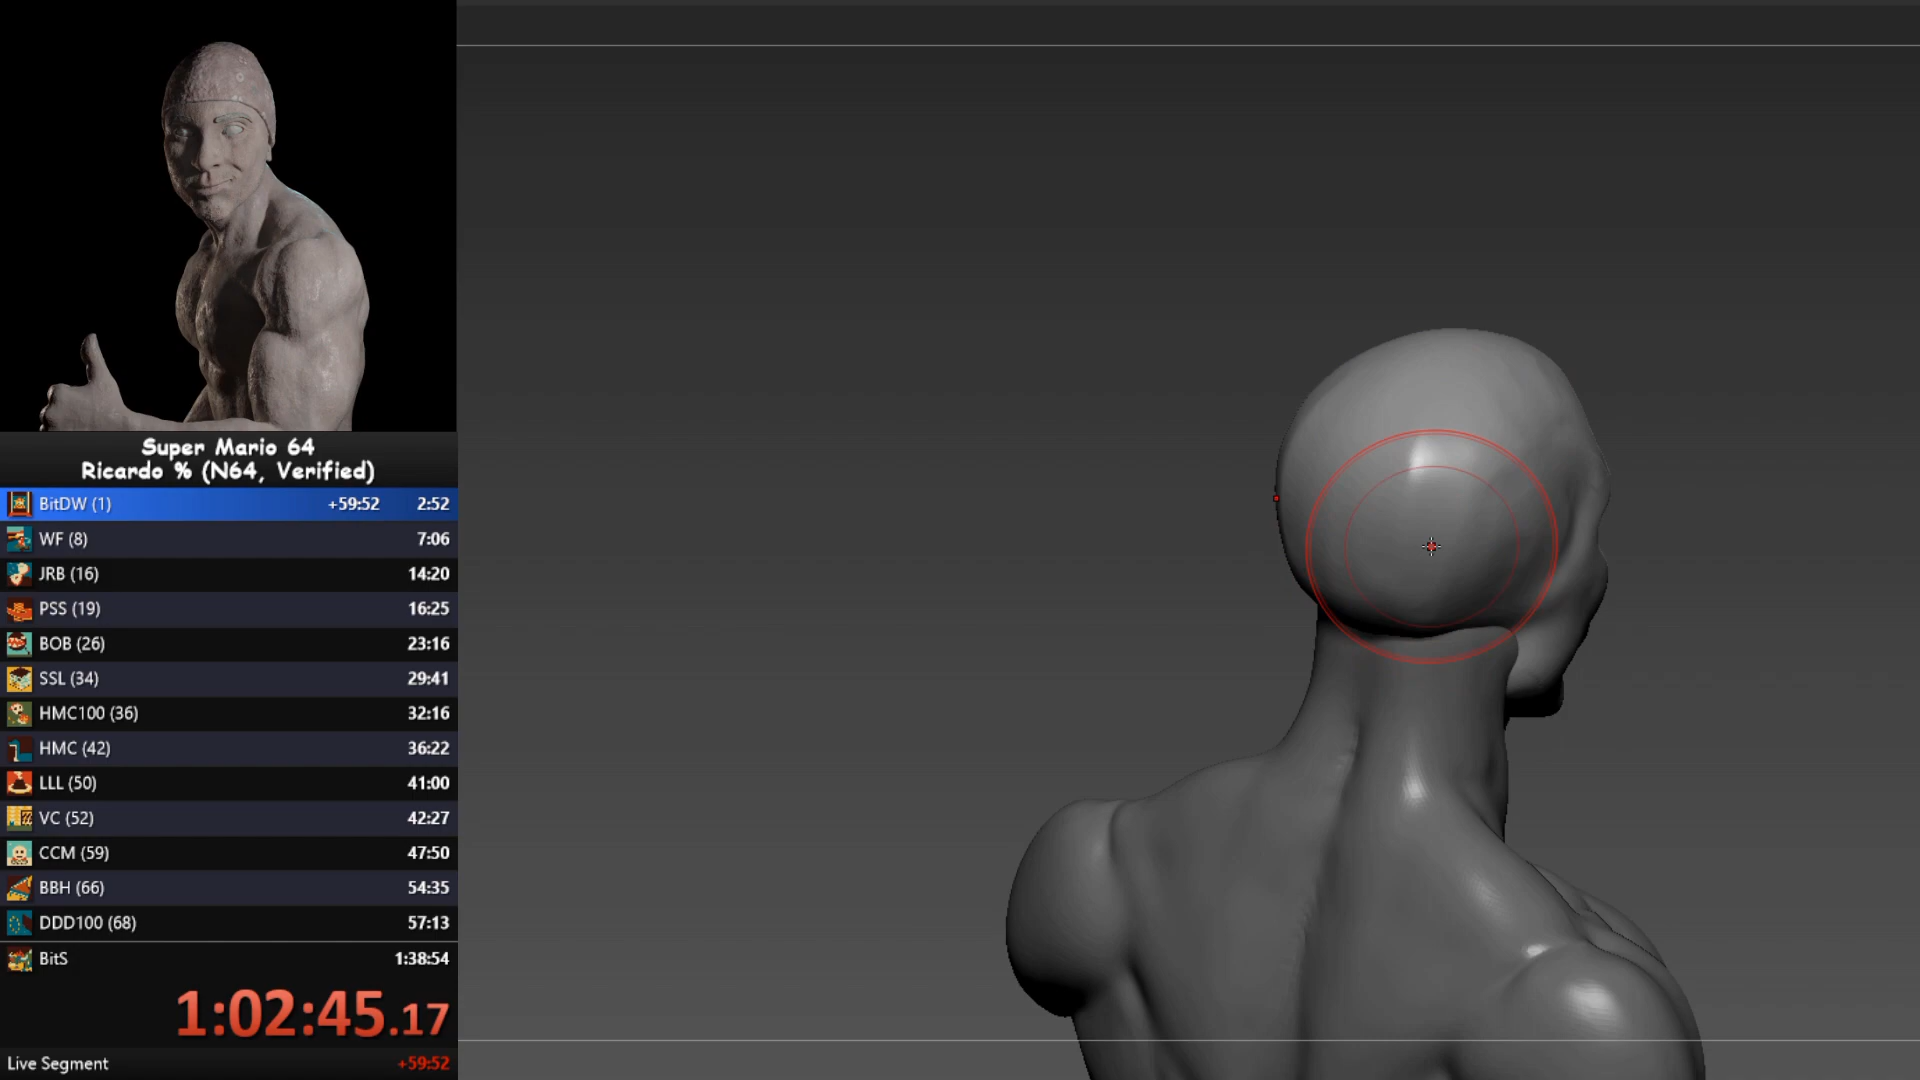 Super Mario 64
Ricardo % (N64, Verified)
BitDW (1) +59:52 2:52
WF (8) 7:06
JRB (16) 14:20
PSS (19) 16:25
BOB (26) 23:16
SSL (34) 29:41
HMC100 (36) 32:16
HMC (42) 36:22
LLL (50) 41:00
VC (52) 42:27
CCM (59) 47:50
BBH (66) 54:35
DDD100 (68) 57:13
BitS 1:38:54
1:02:45.17
Live Segment +59:52